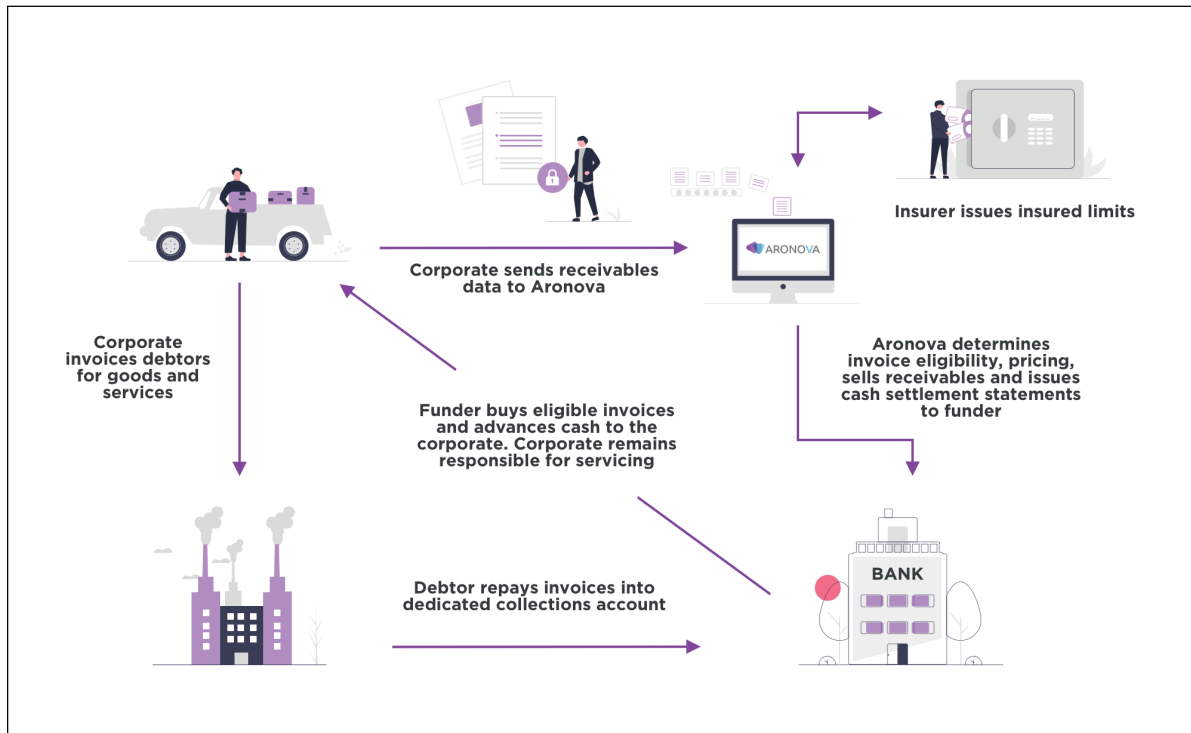 ARONOVA
Insurer issues insured limits
Corporate sends receivables
data to Aronova
Corporate
invoices debtors
for goods and
services
Aronova determines
invoice eligibility, pricing,
sells receivables and issues
cash settlement statements
to funder
Funder buys eligible invoices
and advances cash to the
corporate. Corporate remains
responsible for servicing
BANK
Debtor repays invoices into
dedicated collections account